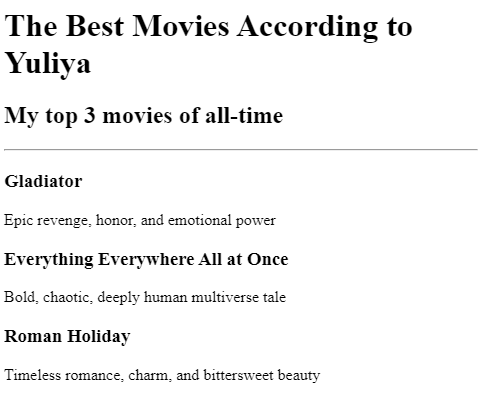 The Best Movies According to
Yuliya
My top 3 movies of all-time
Gladiator
Epic revenge, honor, and emotional power
Everything Everywhere All at Once
Bold, chaotic, deeply human multiverse tale
Roman Holiday
Timeless romance, charm, and bittersweet beauty